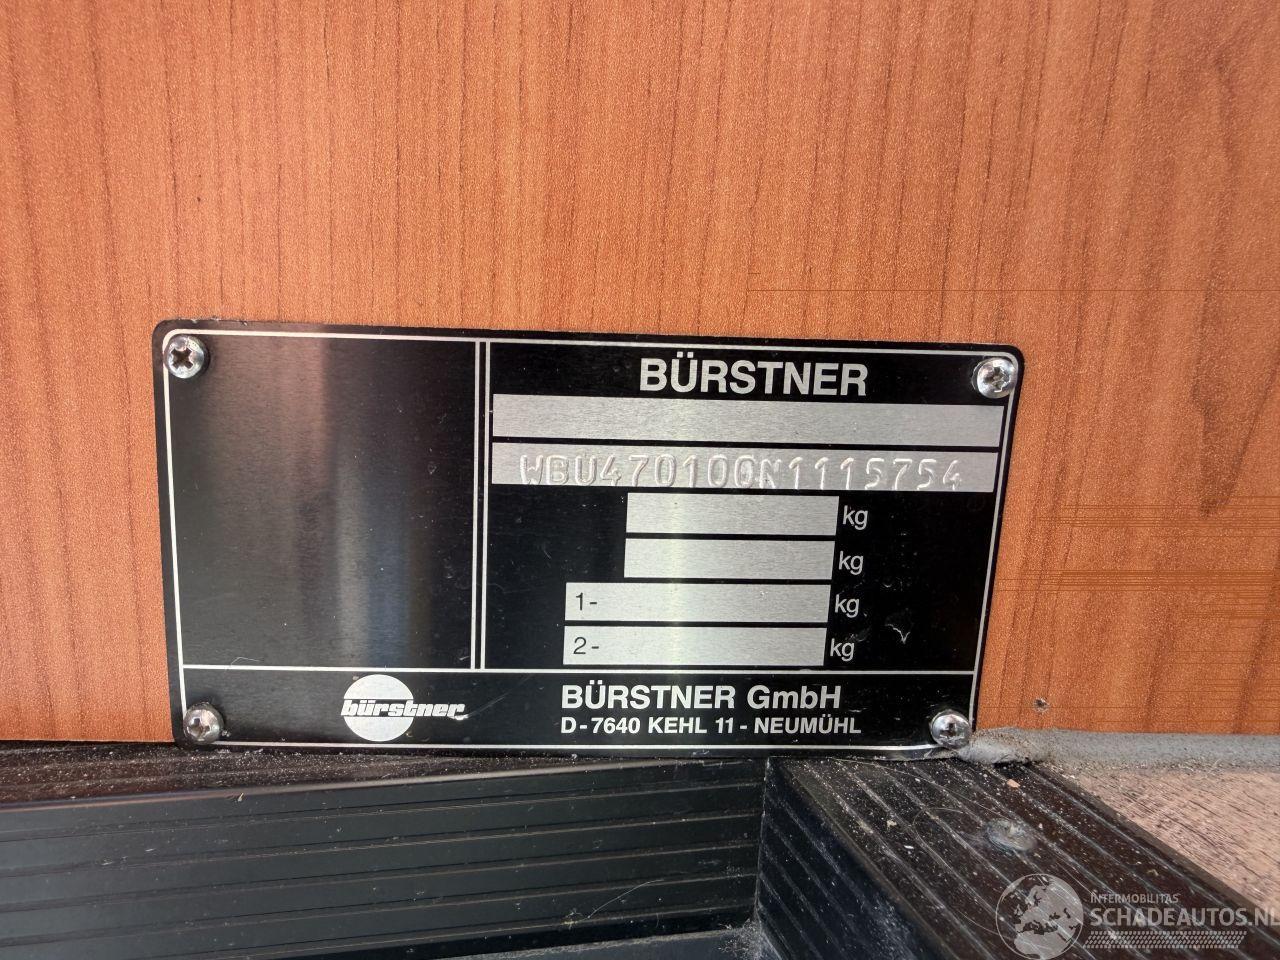 BÜRSTNER
WBU470100N1115754
kg
kg
1- kg
2- kg
bürstner
BÜRSTNER GmbH
D-7640 KEHL 11 - NEUMÜHL
INTERMOBILITAS
SCHADEAUTOS.NL